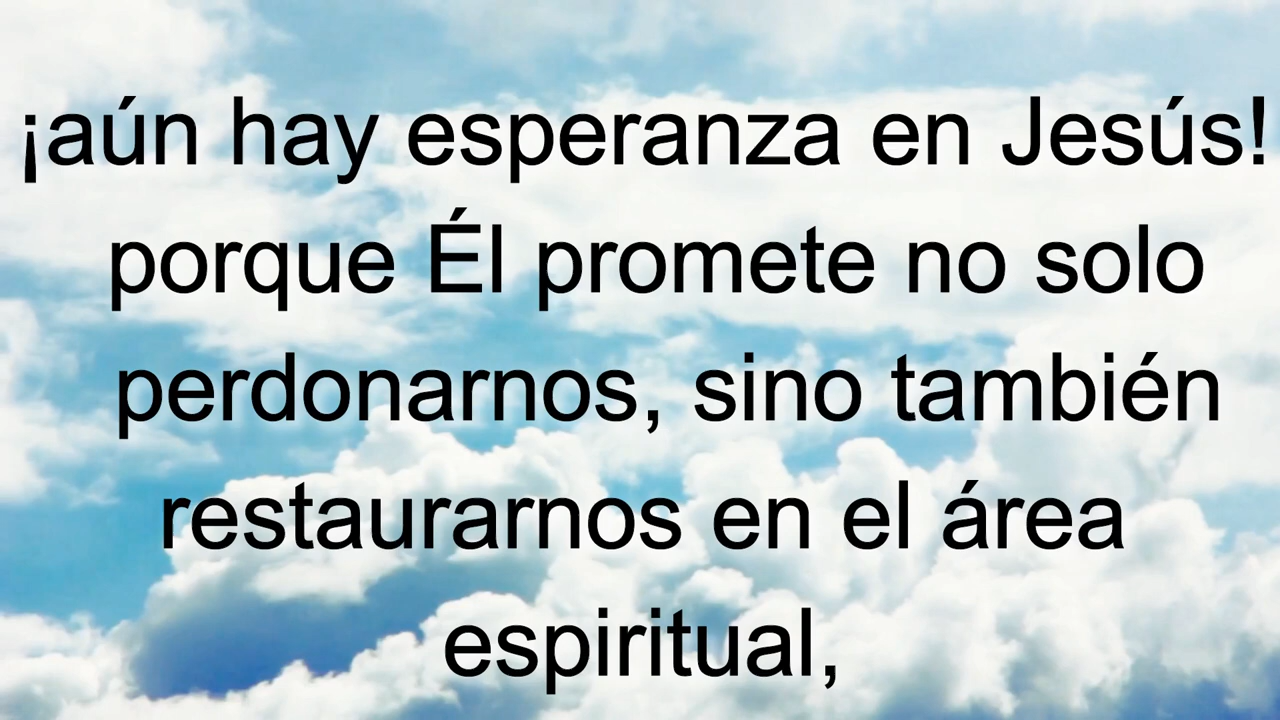 ¡aún hay esperanza en Jesús!
porque Él promete no solo
perdonarnos, sino también
restaurarnos en el área
espiritual,